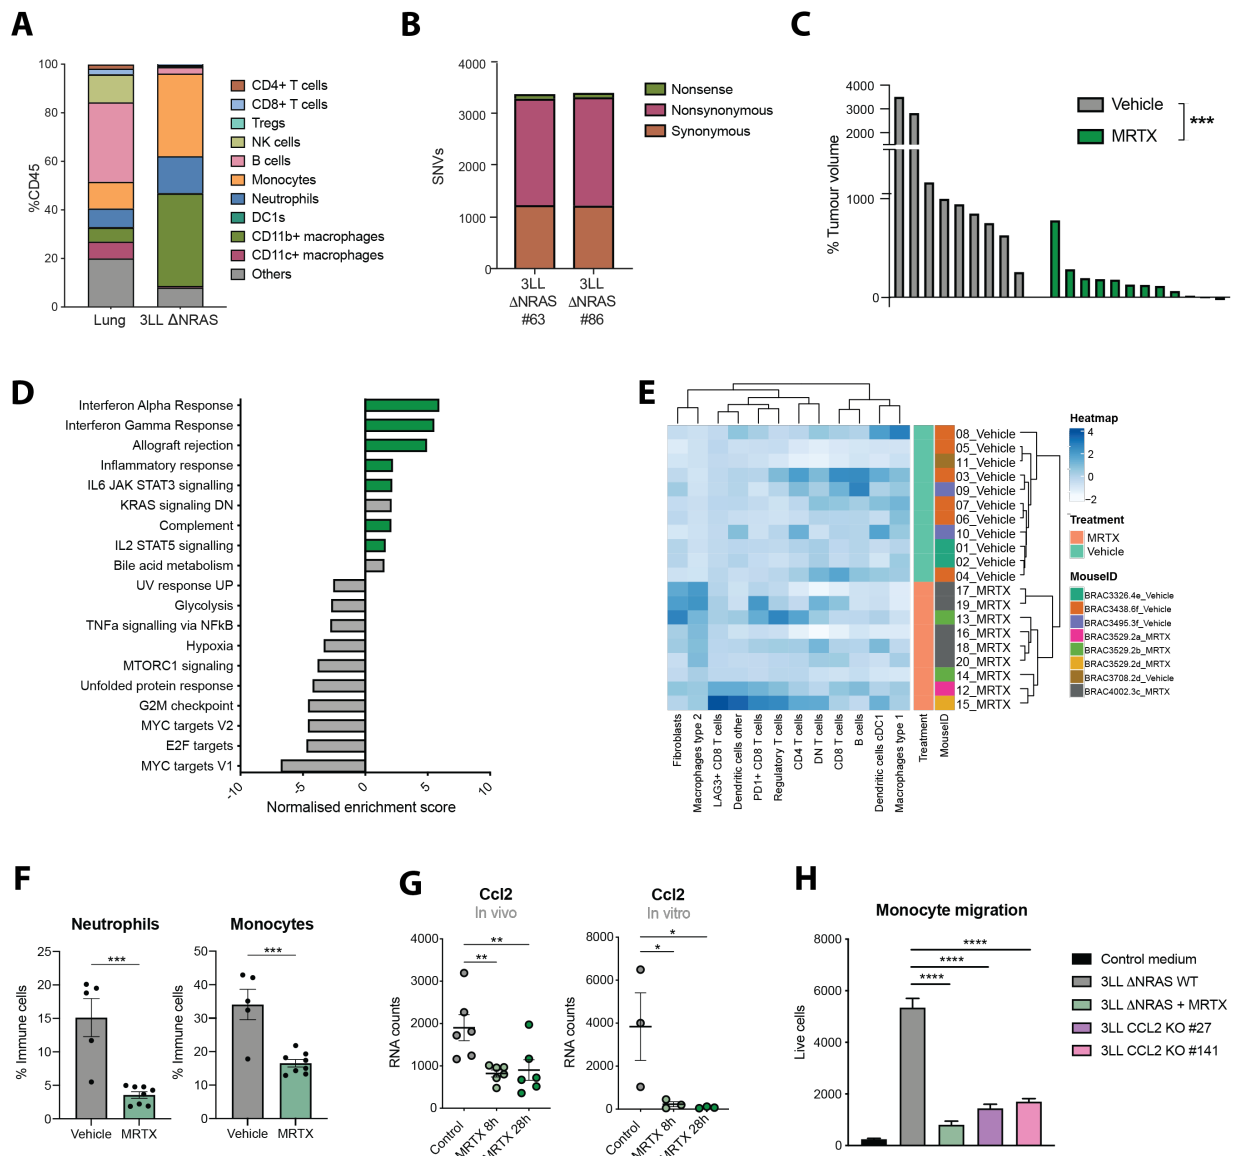 A
%CD45
100
80
60
40
20
0
Lung
3LL ΔNRAS
CD4+ T cells
CD8+ T cells
Tregs
NK cells
B cells
Monocytes
Neutrophils
DC1s
CD11b+ macrophages
CD11c+ macrophages
Others
B
SNVs
4000
3000
2000
1000
0
3LL
ΔNRAS
#63
3LL
ΔNRAS
#86
Nonsense
Nonsynonymous
Synonymous
C
% Tumour volume
4000
3000
2000
1000
0
Vehicle
MRTX
***
D
Interferon Alpha Response
Interferon Gamma Response
Allograft rejection
Inflammatory response
IL6 JAK STAT3 signalling
KRAS signaling DN
Complement
IL2 STAT5 signalling
Bile acid metabolism
UV response UP
Glycolysis
TNFa signalling via NFkB
Hypoxia
MTORC1 signaling
Unfolded protein response
G2M checkpoint
MYC targets V2
E2F targets
MYC targets V1
-10
-5
0
5
10
Normalised enrichment score
E
08_Vehicle
05_Vehicle
11_Vehicle
03_Vehicle
09_Vehicle
07_Vehicle
06_Vehicle
10_Vehicle
01_Vehicle
02_Vehicle
04_Vehicle
17_MRTX
19_MRTX
13_MRTX
16_MRTX
18_MRTX
20_MRTX
14_MRTX
12_MRTX
15_MRTX
Fibroblasts
Macrophages type 2
LAG3+ CD8 T cells
Dendritic cells other
PD1+ CD8 T cells
Regulatory T cells
CD4 T cells
DN T cells
CD8 T cells
B cells
Dendritic cells cDC1
Macrophages type 1
Treatment
MouseID
Heatmap
4
2
0
−2
Treatment
MRTX
Vehicle
MouseID
BRAC3326.4e_Vehicle
BRAC3438.6f_Vehicle
BRAC3495.3f_Vehicle
BRAC3529.2a_MRTX
BRAC3529.2b_MRTX
BRAC3529.2d_MRTX
BRAC3708.2d_Vehicle
BRAC4002.3c_MRTX
F
Neutrophils
% Immune cells
25
20
15
10
5
0
***
Vehicle
MRTX
Monocytes
% Immune cells
50
40
30
20
10
0
***
Vehicle
MRTX
G
Ccl2
In vivo
RNA counts
4000
3000
2000
1000
0
**
**
Control
MRTX 8h
MRTX 28h
Ccl2
In vitro
RNA counts
8000
6000
4000
2000
0
*
*
Control
MRTX 8h
MRTX 28h
H
Monocyte migration
Live cells
8000
6000
4000
2000
0
****
****
****
Control medium
3LL ΔNRAS WT
3LL ΔNRAS + MRTX
3LL CCL2 KO #27
3LL CCL2 KO #141